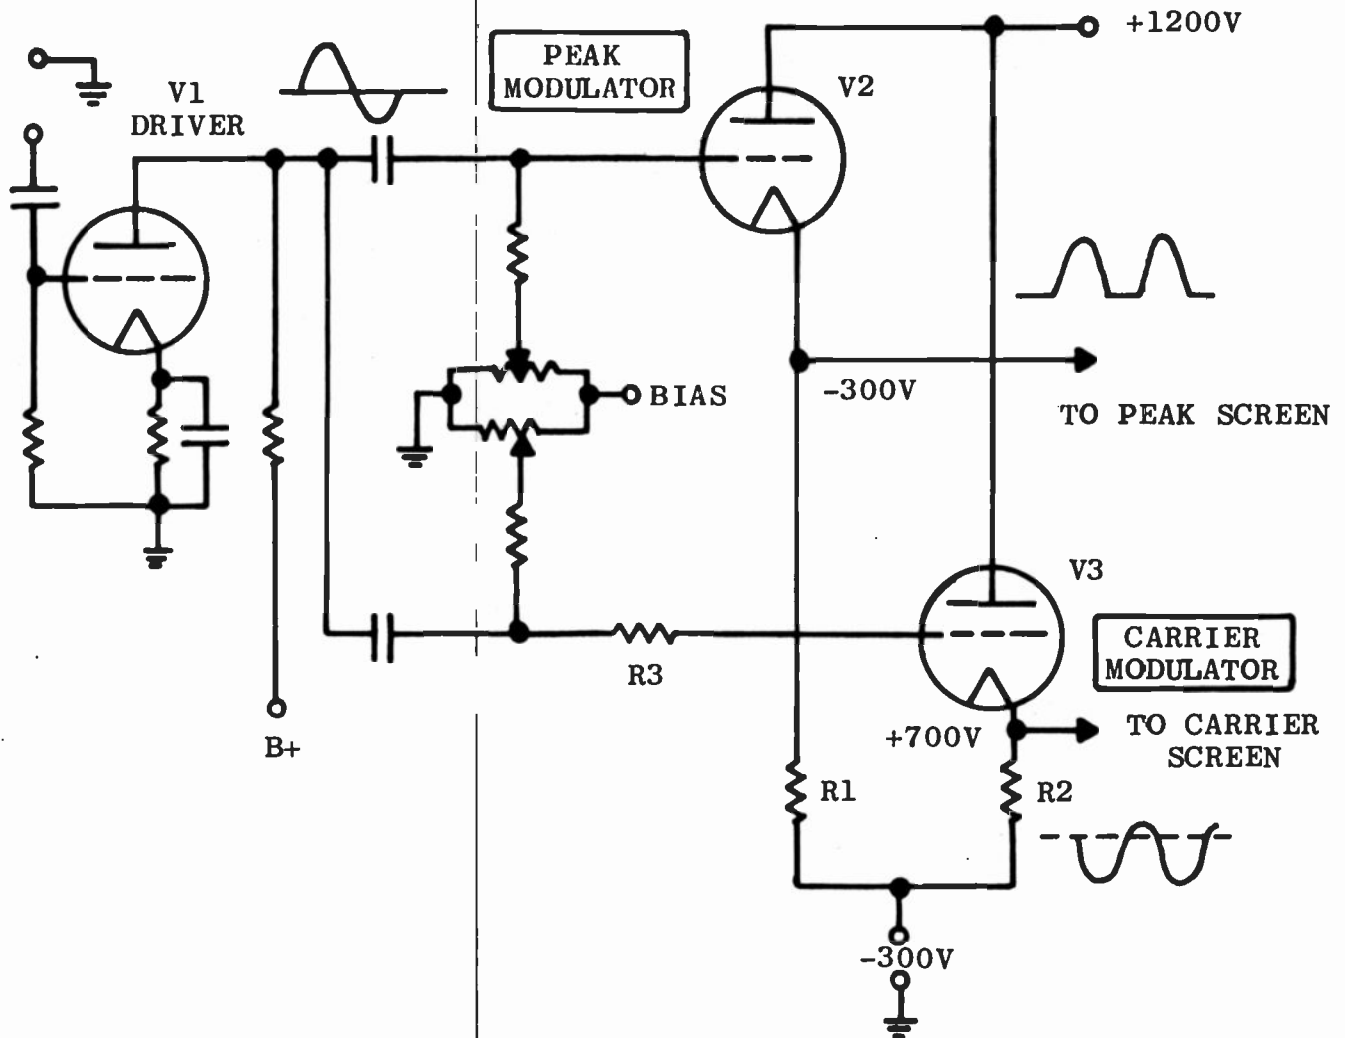 +1200V
PEAK
MODULATOR
V1
DRIVER
V2
BIAS
-300V
TO PEAK SCREEN
V3
CARRIER
MODULATOR
R3
TO CARRIER
SCREEN
+700V
B+
R1
R2
-300V